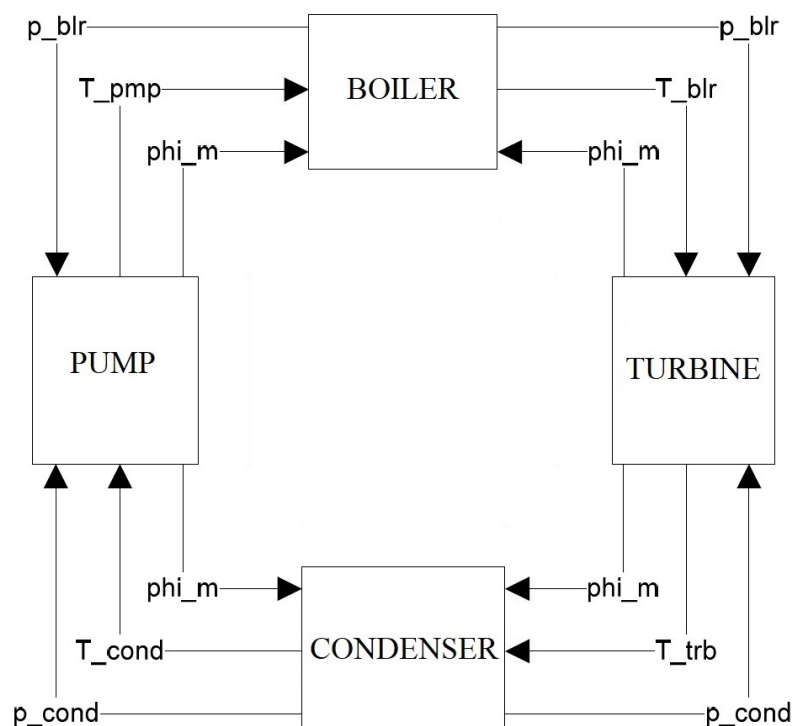 p_blr
p_blr
T_pmp
BOILER
T_blr
phi_m
phi_m
PUMP
TURBINE
phi_m
phi_m
T_cond
CONDENSER
T_trb
p_cond
p_cond